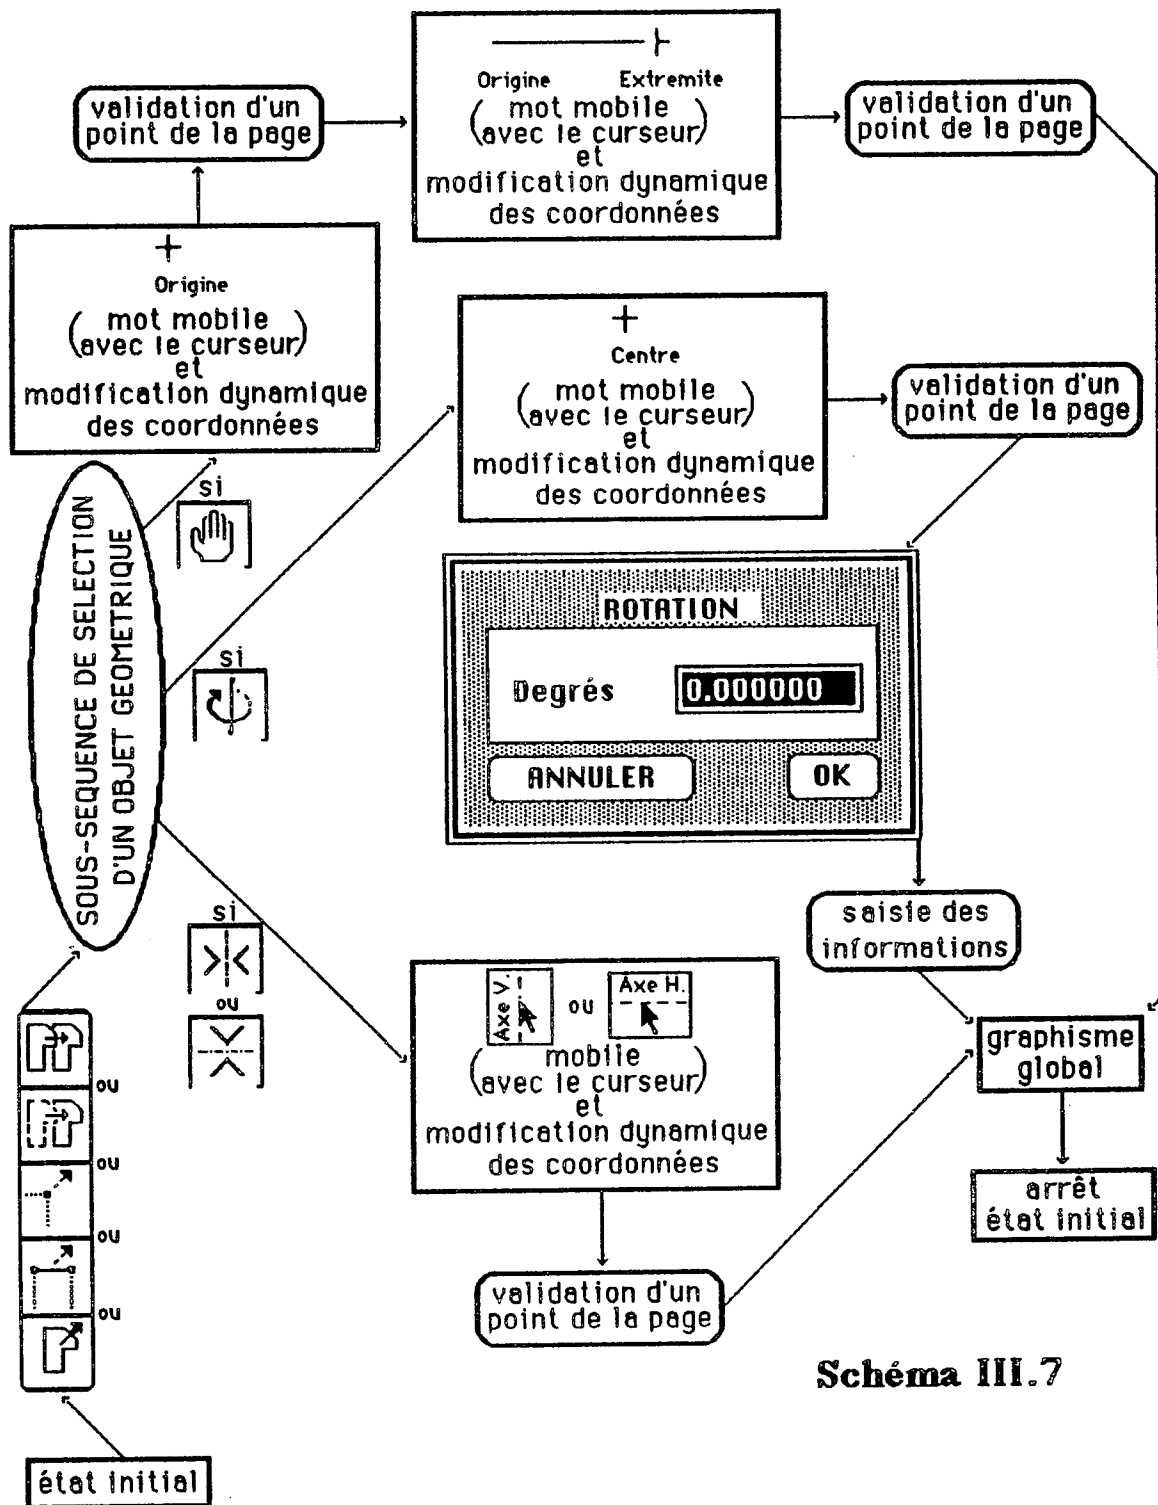 Origine Extremite
(mot mobile
(avec le curseur)
et
modification dynamique
des coordonnées
validation d'un
point de la page
validation d'un
point de la page
Origine
(mot mobile
(avec le curseur)
et
modification dynamique
des coordonnées
Centre
(mot mobile
(avec le curseur)
et
modification dynamique
des coordonnées
validation d'un
point de la page
SOUS-SEQUENCE DE SELECTION
D'UN OBJET GEOMETRIQUE
si
si
ROTATION
Degrés 0.000000
ANNULER OK
saisie des
informations
si
ou
Axe V. ou Axe H.
(mobile
(avec le curseur)
et
modification dynamique
des coordonnées
graphisme
global
arrêt
état initial
ou
ou
ou
ou
validation d'un
point de la page
Schéma III.7
état initial